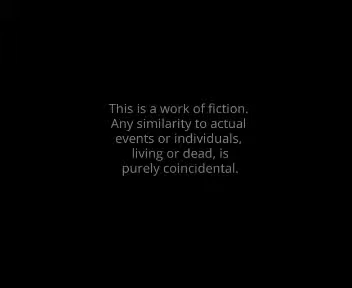 This is a work of fiction.
Any similarity to actual
events or individuals,
living or dead, is
purely coincidental.